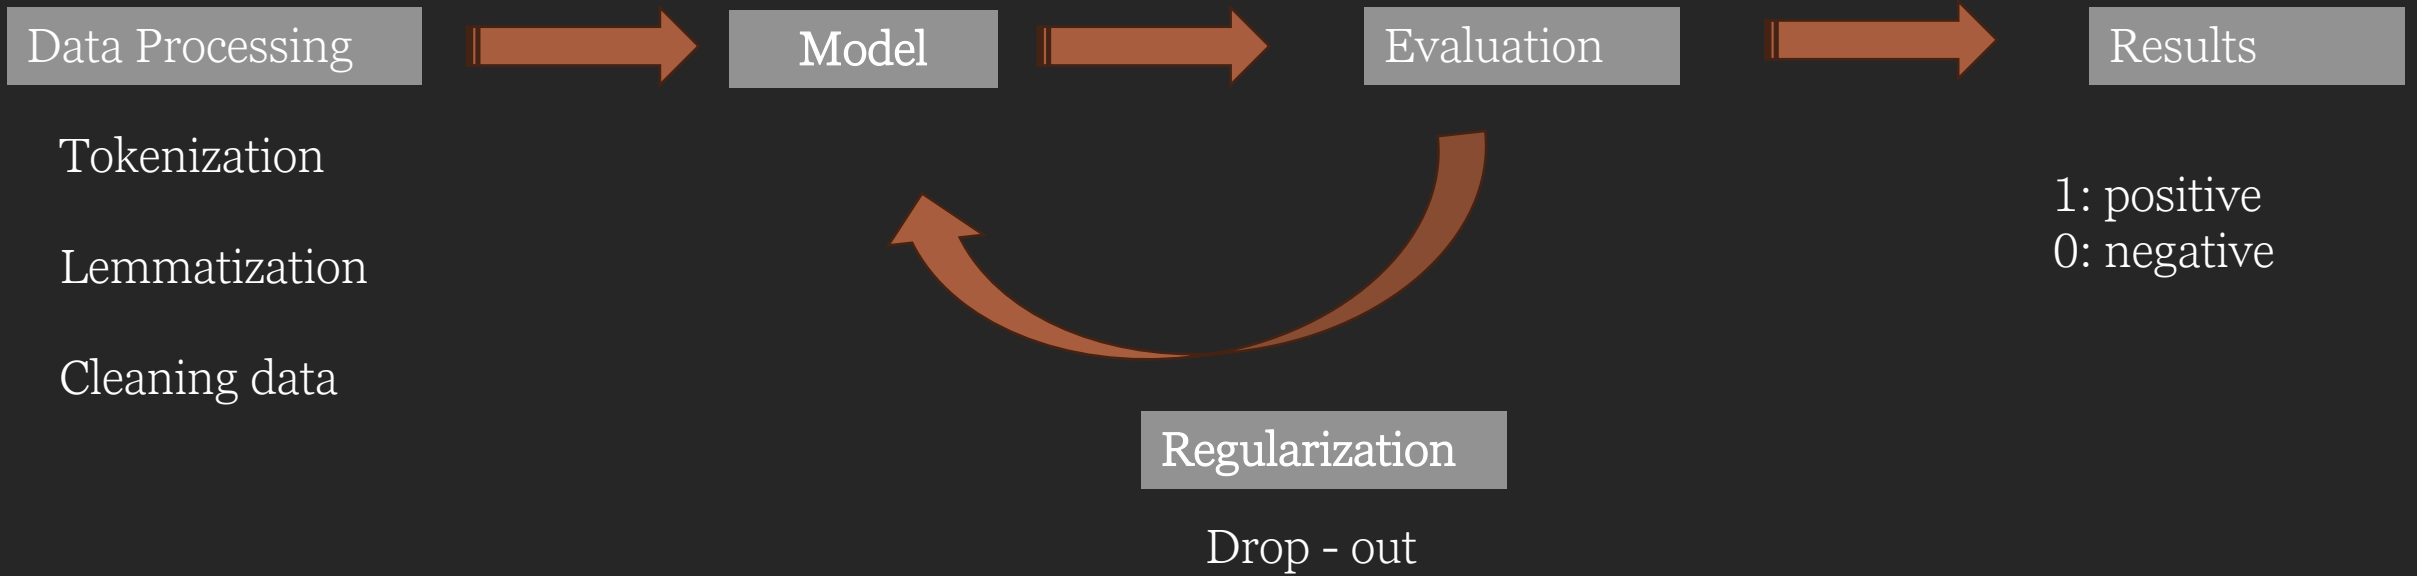 Data Processing
Model
Evaluation
Results
Tokenization
Lemmatization
Cleaning data
1: positive
0: negative
Regularization
Drop - out